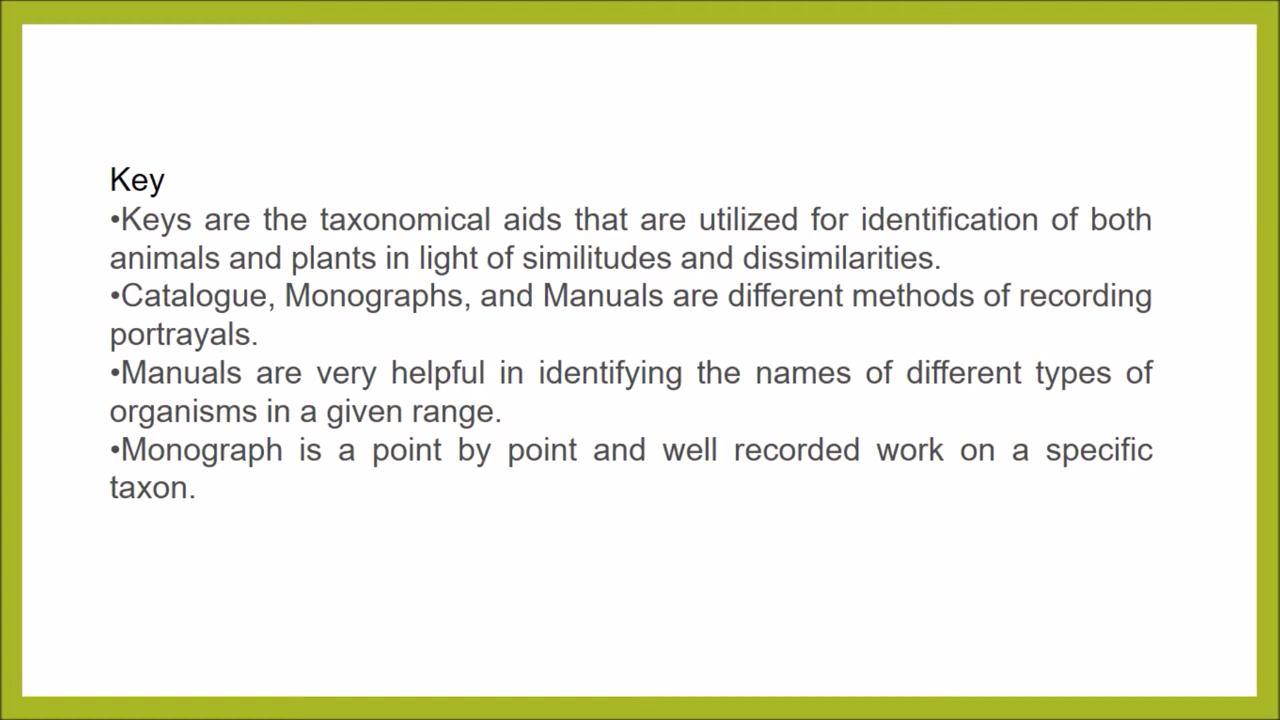 Key
•Keys are the taxonomical aids that are utilized for identification of both
animals and plants in light of similitudes and dissimilarities.
•Catalogue, Monographs, and Manuals are different methods of recording
portrayals.
•Manuals are very helpful in identifying the names of different types of
organisms in a given range.
•Monograph is a point by point and well recorded work on a specific
taxon.